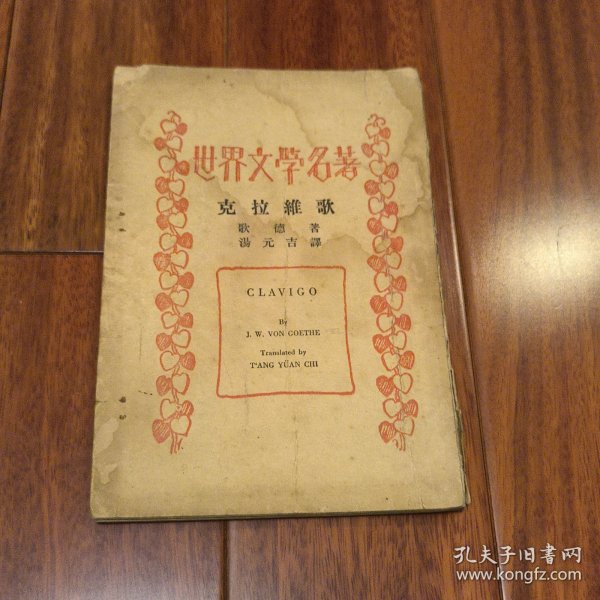 世界文學名著
克拉維歌
歌德著
湯元吉譯
CLAVIGO
By
J. W. VON GOETHE
Translated by
T'ANG YÜAN CHI
孔夫子旧书网
www.kongfz.com